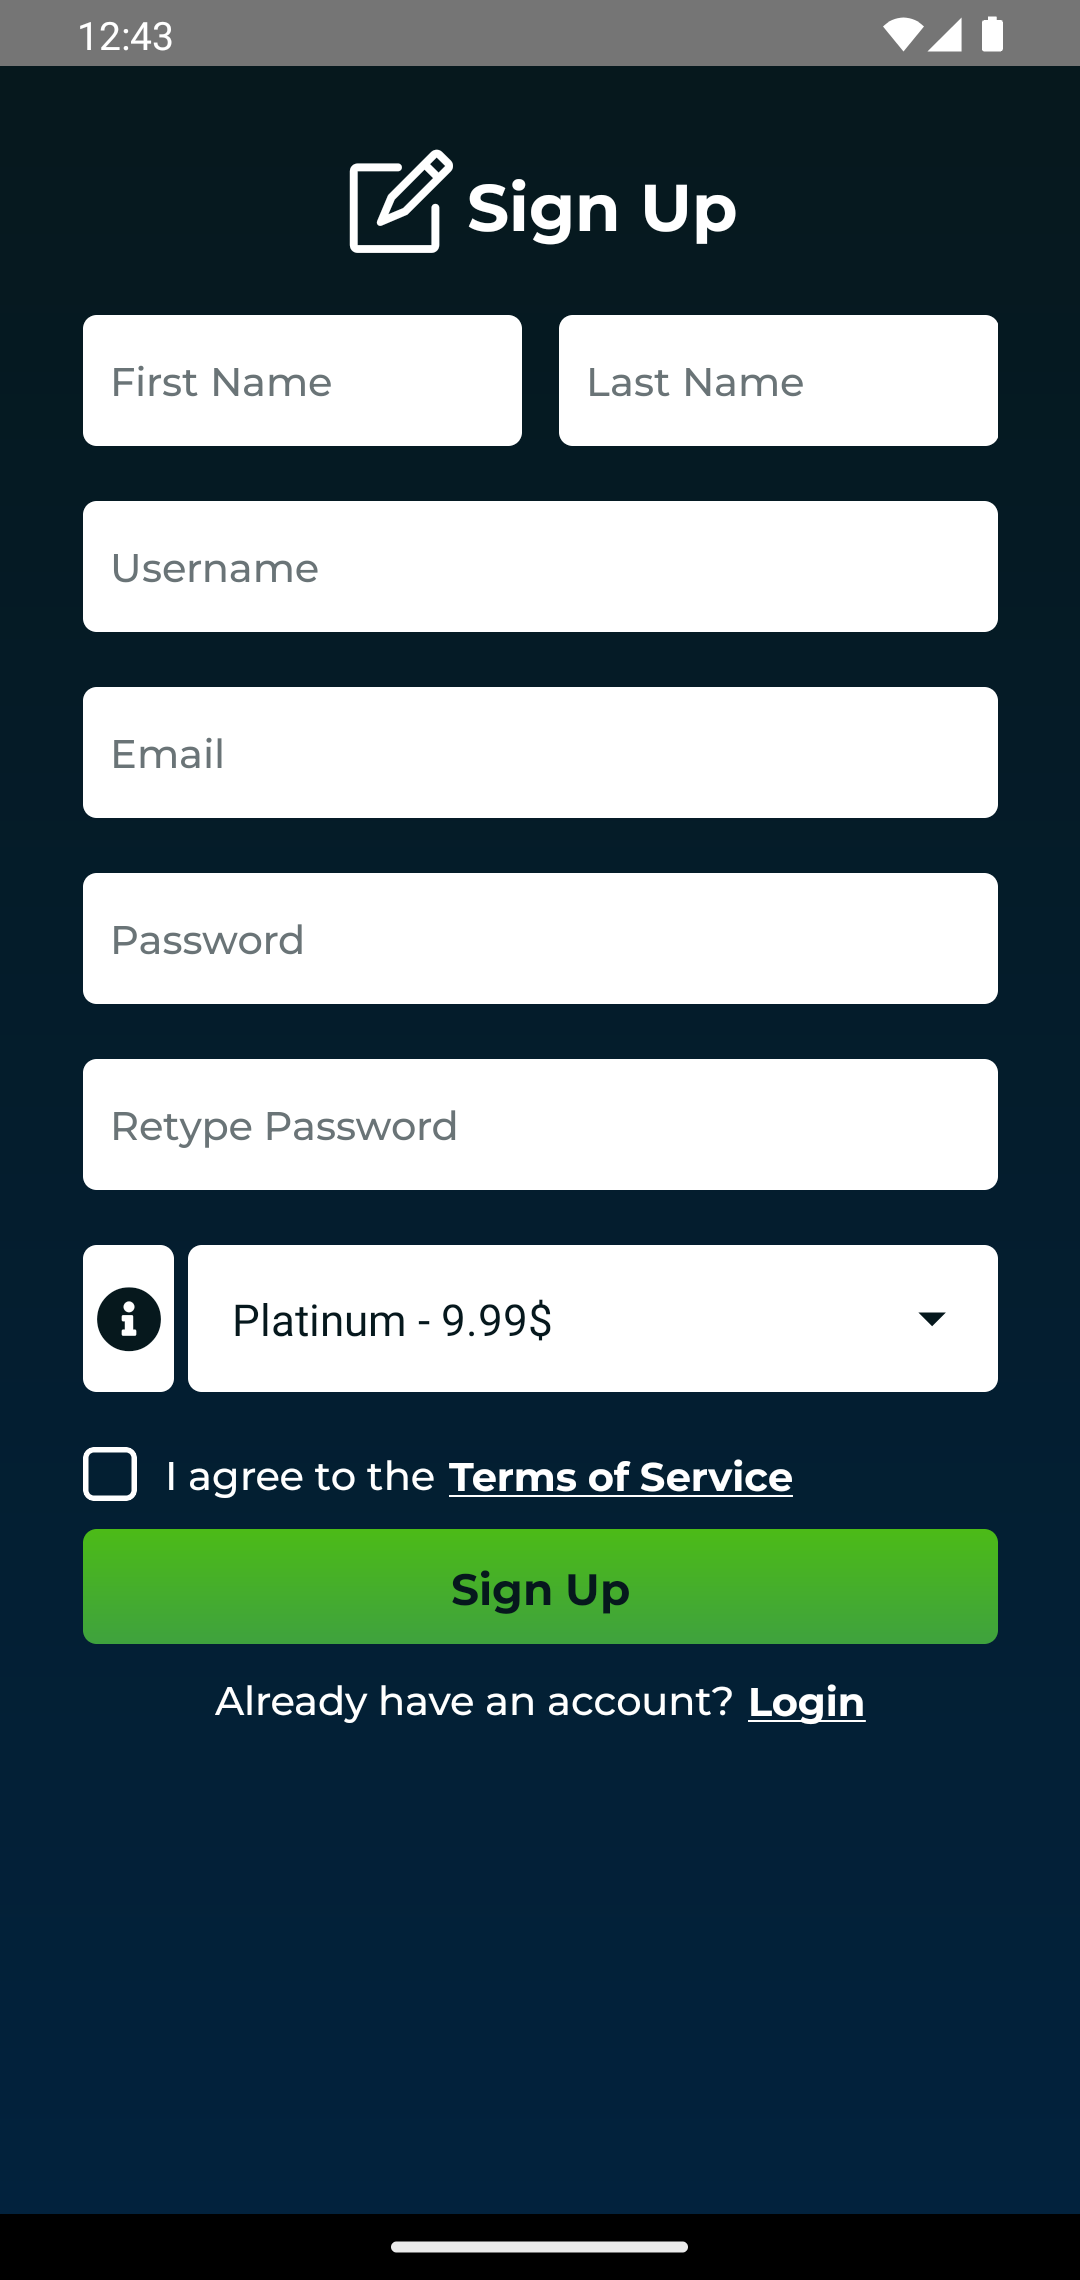 12:43
Sign Up
First Name
Last Name
Username
Email
Password
Retype Password
Platinum - 9.99$
I agree to the Terms of Service
Sign Up
Already have an account? Login